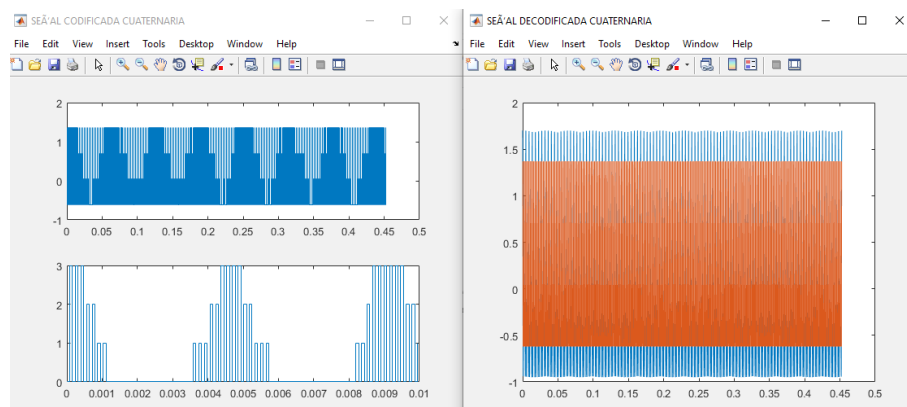 SEÃ'AL CODIFICADA CUATERNARIA
File Edit View Insert Tools Desktop Window Help
2
1
0
-1
0 0.05 0.1 0.15 0.2 0.25 0.3 0.35 0.4 0.45 0.5
3
2
1
0
0 0.001 0.002 0.003 0.004 0.005 0.006 0.007 0.008 0.009 0.01
SEÃ'AL DECODIFICADA CUATERNARIA
File Edit View Insert Tools Desktop Window Help
2
1.5
1
0.5
0
-0.5
-1
0 0.05 0.1 0.15 0.2 0.25 0.3 0.35 0.4 0.45 0.5